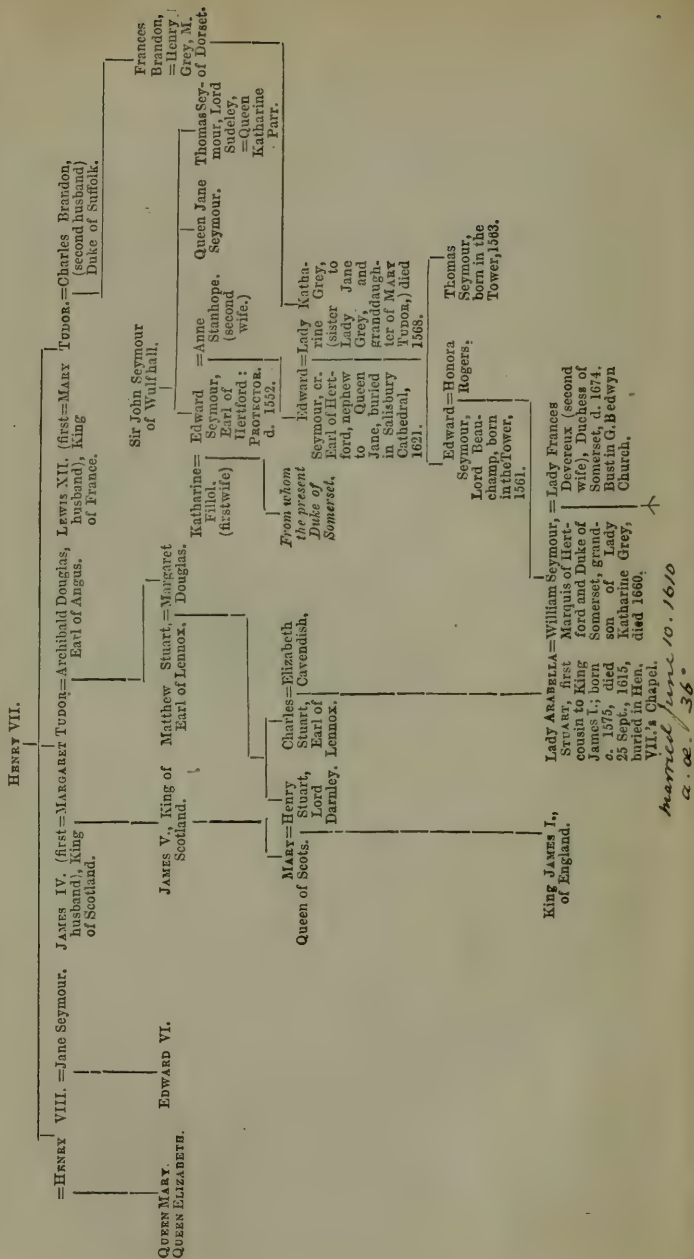 HENRY VII.
=HENRY VIII. =Jane Seymour.
JAMES IV. (first
husband), King
of Scotland.
=MARGARET TUDOR=Archibald Douglas,
Earl of Angus.
LEWIS XII. (first
husband), King
of France.
=MARY TUDOR.=Charles Brandon,
(second husband)
Duke of Suffolk.
QUEEN MARY.
QUEEN ELIZABETH.
EDWARD VI.
JAMES V., King of
Scotland.
Matthew Stuart,
Earl of Lennox.
=Margaret
Douglas.
Sir John Seymour
of Wulfhall.
Frances
Brandon,
=Henry
Grey, M.
of Dorset.
Katharine=
Fillol.
(first wife)
Edward
Seymour,
Earl of
Hertford :
PROTECTOR.
d. 1552.
=Anne
Stanhope.
(second
wife.)
Queen Jane
Seymour.
Thomas Sey-
mour, Lord
Sudeley,
=Queen
Katharine
Parr.
MARY=Henry
Queen of Scots.
Stuart,
Lord
Darnley.
Charles=Elizabeth
Stuart,
Earl of
Lennox.
Cavendish.
From whom
the present
Duke of
Somerset.
Edward=Lady Katha-
Seymour, cr.
Earl of Hert-
ford, nephew
to Queen
Jane, buried
in Salisbury
Cathedral,
1621.
rine Grey,
(sister to
Lady Jane
Grey, and
granddaugh-
ter of MARY
TUDOR,) died
1568.
Edward=Honora
Seymour,
Lord Beau-
champ, born
in the Tower,
1561.
Rogers.
Thomas
Seymour,
born in the
Tower, 1563.
King JAMES I.,
of England.
Lady ARABELLA=William Seymour,
STUART, first
cousin to King
James I.; born
c. 1575, died
25 Sept., 1615,
buried in Hen.
VII.'s Chapel.
Marquis of Hert-
ford and Duke of
Somerset, grand-
son of Lady
Katharine Grey,
died 1660.
=Lady Frances
Devereux (second
wife), Duchess of
Somerset, d. 1674.
Bust in G. Bedwyn
Church.
married June 10. 1610
a. æ. 36